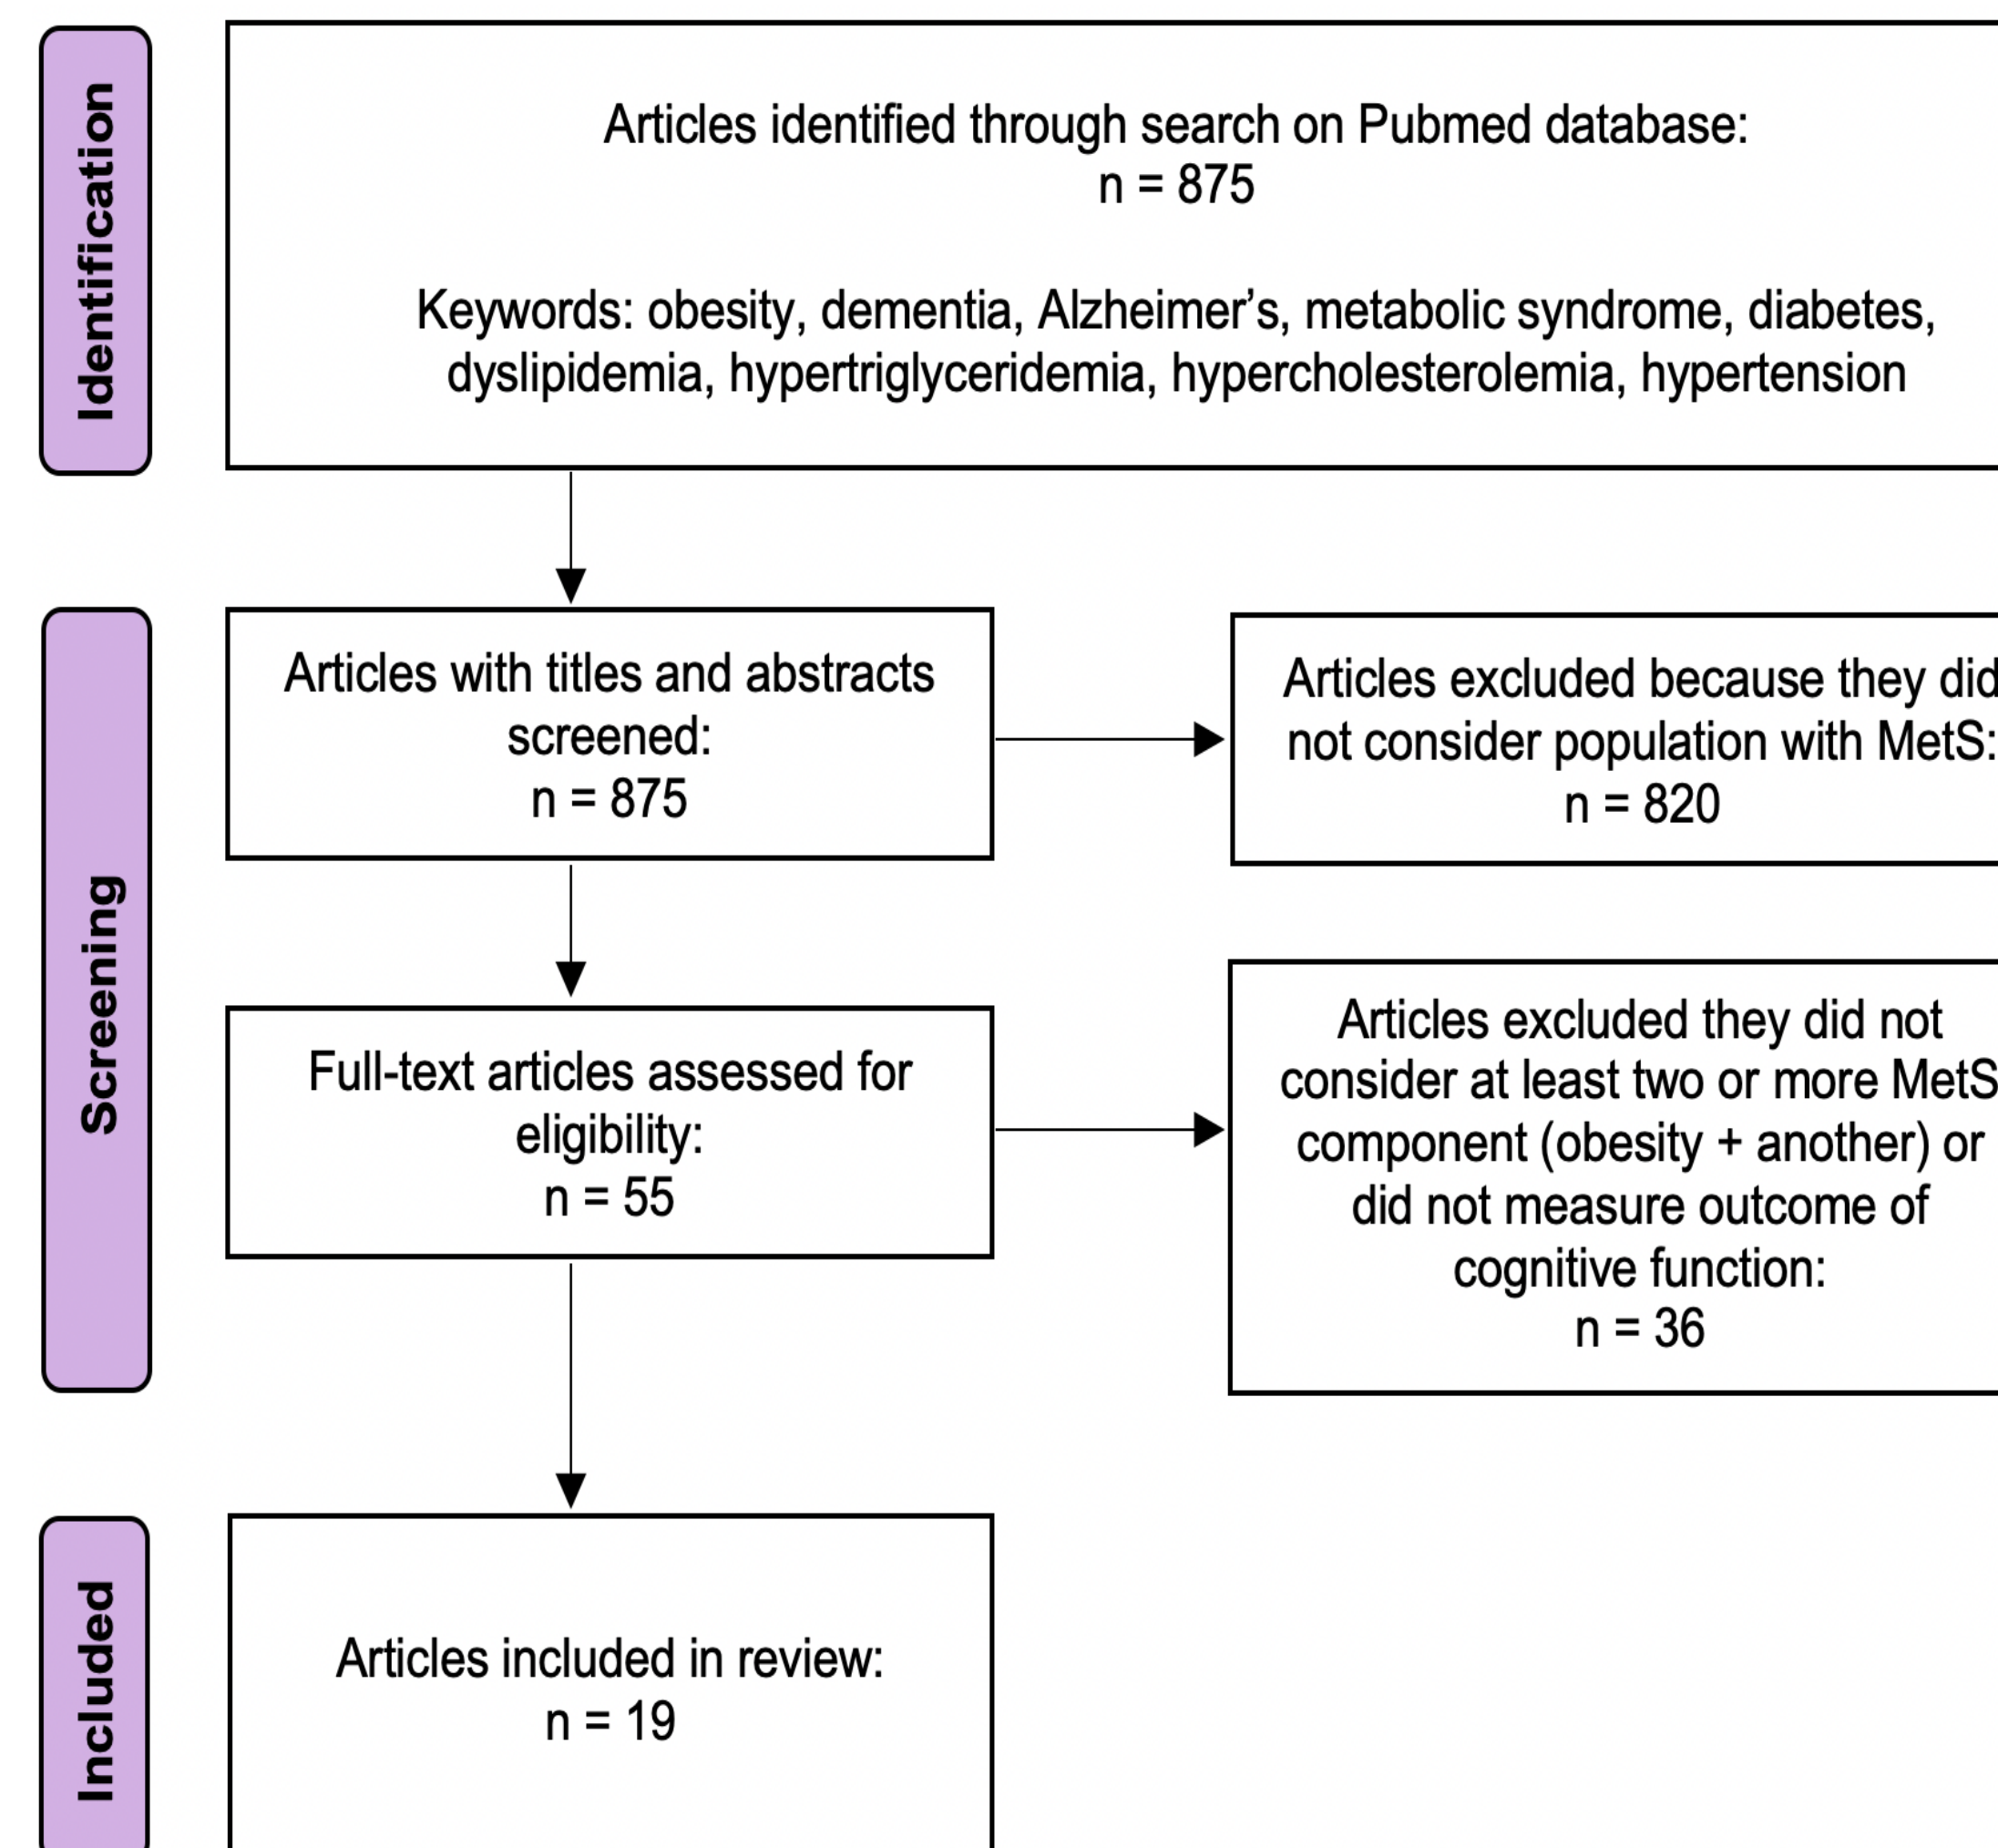 Identification
Articles identified through search on Pubmed database:
n = 875
Keywords: obesity, dementia, Alzheimer’s, metabolic syndrome, diabetes,
dyslipidemia, hypertriglyceridemia, hypercholesterolemia, hypertension
Screening
Articles with titles and abstracts
screened:
n = 875
Articles excluded because they did
not consider population with MetS:
n = 820
Full-text articles assessed for
eligibility:
n = 55
Articles excluded they did not
consider at least two or more MetS
component (obesity + another) or
did not measure outcome of
cognitive function:
n = 36
Included
Articles included in review:
n = 19